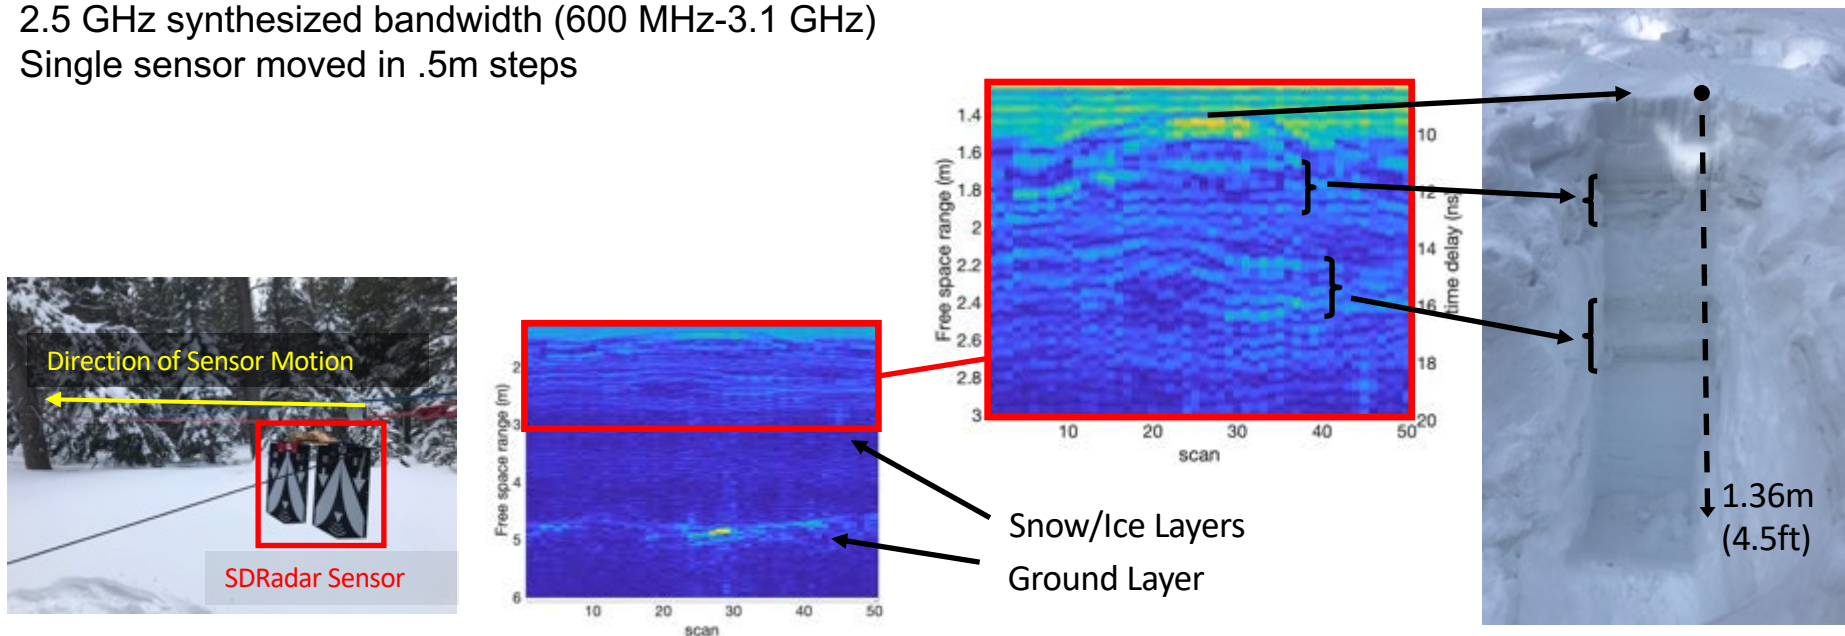 2.5 GHz synthesized bandwidth (600 MHz-3.1 GHz)
Single sensor moved in .5m steps
Direction of Sensor Motion
SDRadar Sensor
Free space range (m)
2
3
4
5
6
10 20 30 40 50
scan
Snow/Ice Layers
Ground Layer
Free space range (m)
1.4
1.6
1.8
2
2.2
2.4
2.6
2.8
3
10 20 30 40 50
scan
10
12
14
16
18
20
time delay (ns)
1.36m
(4.5ft)